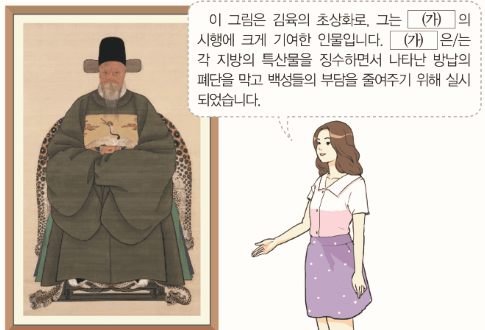 이 그림은 김육의 초상화로, 그는 (가) 의
시행에 크게 기여한 인물입니다. (가) 은/는
각 지방의 특산물을 징수하면서 나타난 방납의
폐단을 막고 백성들의 부담을 줄여주기 위해 실시
되었습니다.